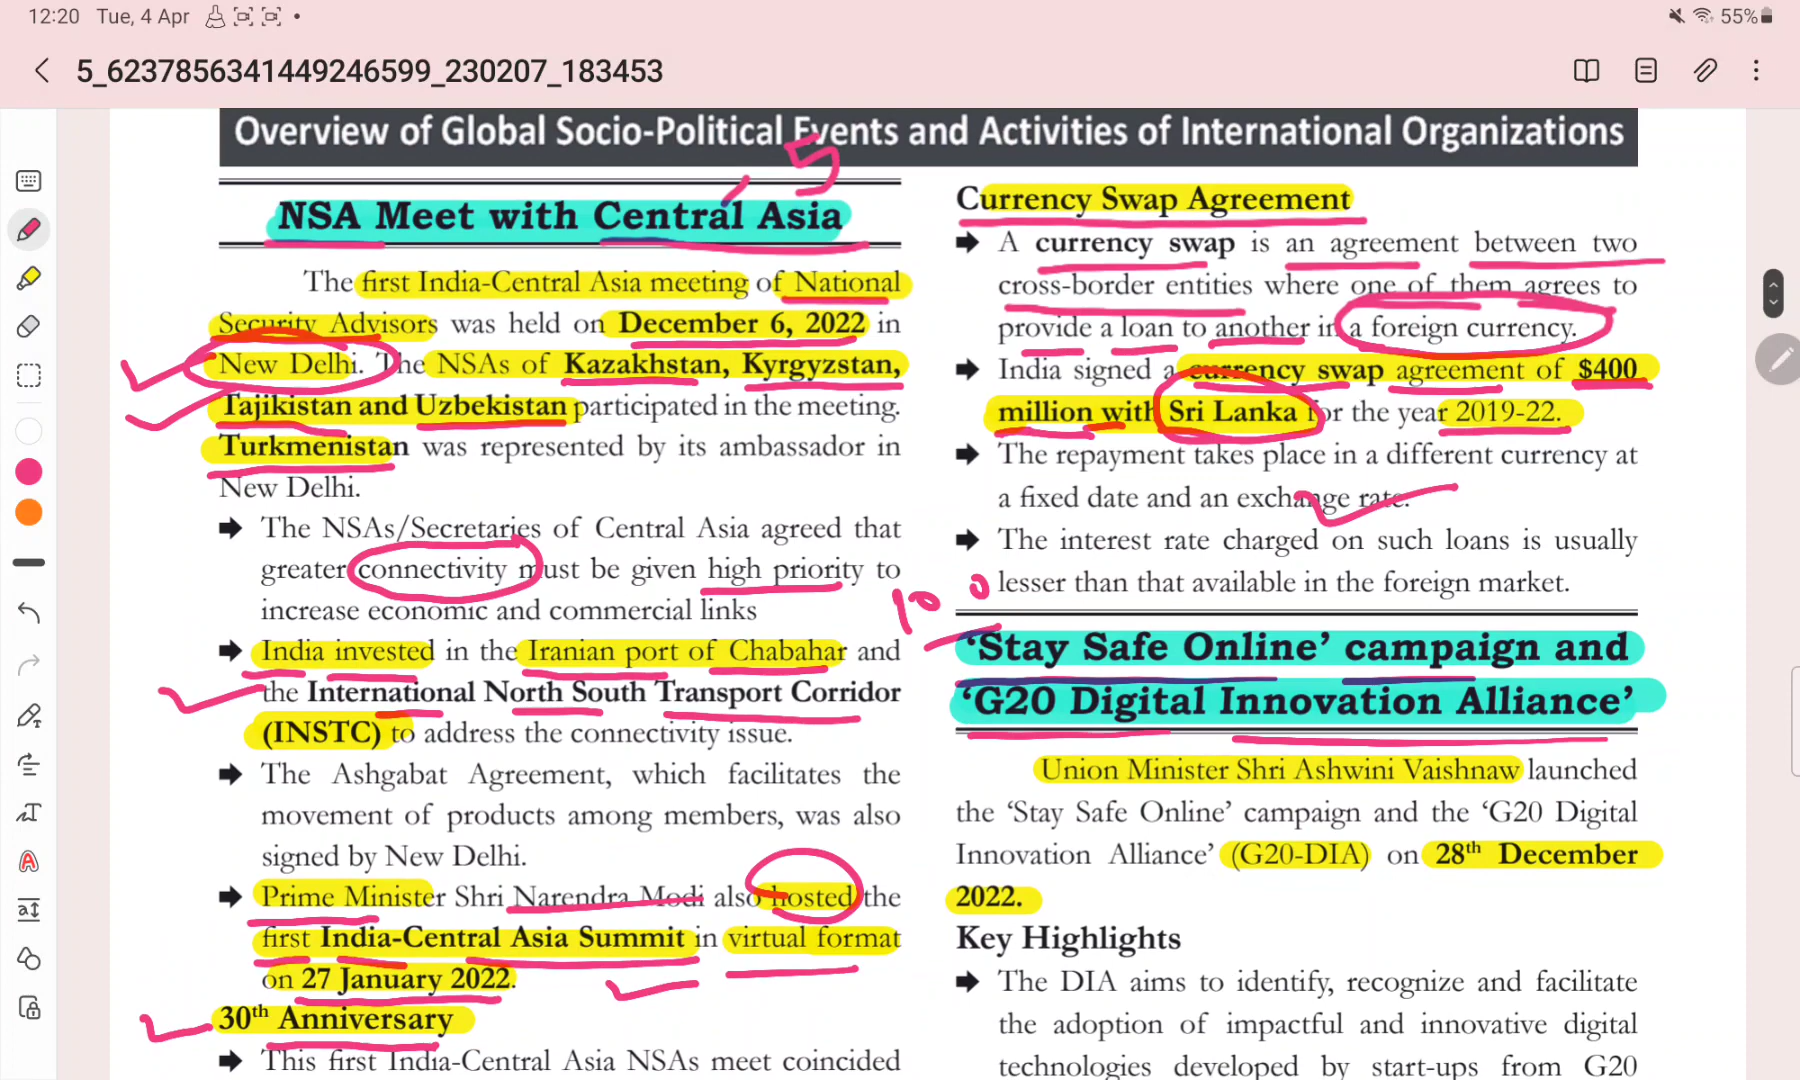 12:20 Tue, 4 Apr
55%
5_6237856341449246599_230207_183453
Overview of Global Socio-Political Events and Activities of International Organizations
5
NSA Meet with Central Asia
The first India-Central Asia meeting of National
Security Advisors was held on December 6, 2022 in
New Delhi. The NSAs of Kazakhstan, Kyrgyzstan,
Tajikistan and Uzbekistan participated in the meeting.
Turkmenistan was represented by its ambassador in
New Delhi.
➡ The NSAs/Secretaries of Central Asia agreed that
greater connectivity must be given high priority to
increase economic and commercial links
➡ India invested in the Iranian port of Chabahar and
the International North South Transport Corridor
(INSTC) to address the connectivity issue.
➡ The Ashgabat Agreement, which facilitates the
movement of products among members, was also
signed by New Delhi.
➡ Prime Minister Shri Narendra Modi also hosted the
first India-Central Asia Summit in virtual format
on 27 January 2022.
30th Anniversary
➡ This first India-Central Asia NSAs meet coincided
Currency Swap Agreement
➡ A currency swap is an agreement between two
cross-border entities where one of them agrees to
provide a loan to another in a foreign currency.
➡ India signed a currency swap agreement of $400
million with Sri Lanka for the year 2019-22.
➡ The repayment takes place in a different currency at
a fixed date and an exchange rate.
➡ The interest rate charged on such loans is usually
lesser than that available in the foreign market.
100
‘Stay Safe Online’ campaign and
‘G20 Digital Innovation Alliance’
Union Minister Shri Ashwini Vaishnaw launched
the ‘Stay Safe Online’ campaign and the ‘G20 Digital
Innovation Alliance’ (G20-DIA) on 28th December
2022.
Key Highlights
➡ The DIA aims to identify, recognize and facilitate
the adoption of impactful and innovative digital
technologies developed by start-ups from G20